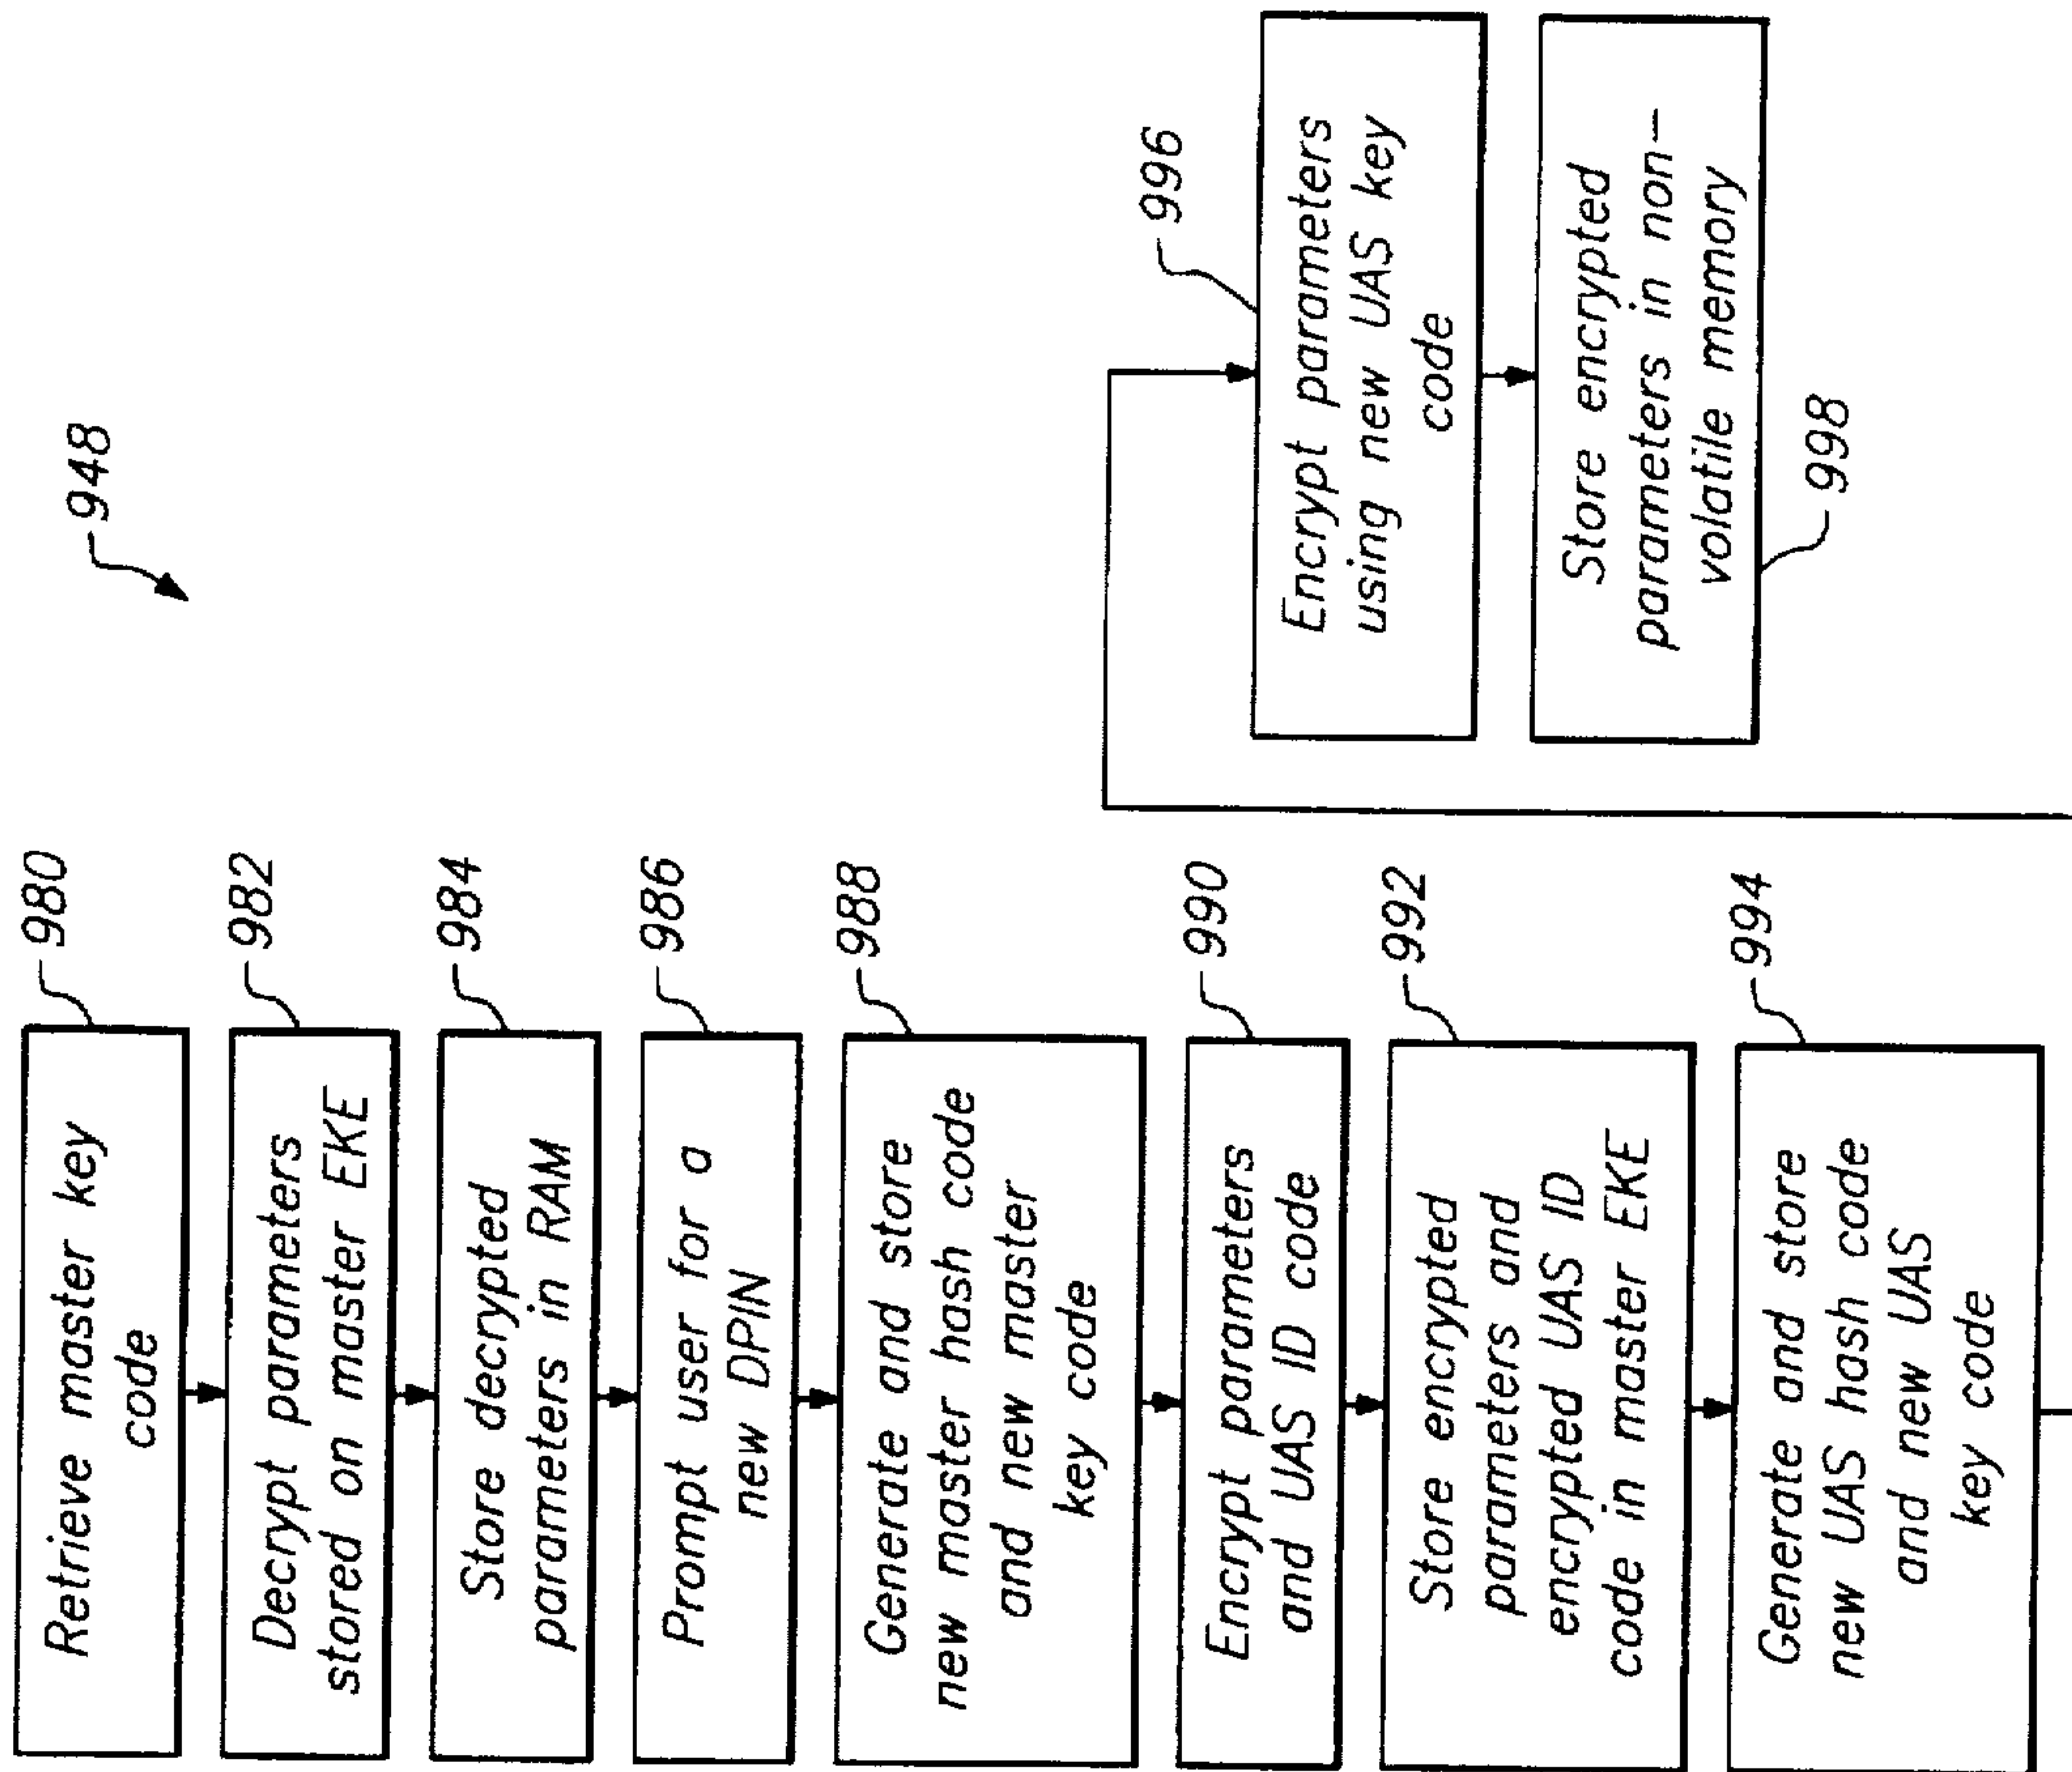 948
980
Retrieve master key
code
982
Decrypt parameters
stored on master EKE
984
Store decrypted
parameters in RAM
986
Prompt user for a
new DPIN
988
Generate and store
new master hash code
and new master
key code
990
Encrypt parameters
and UAS ID code
992
Store encrypted
parameters and
encrypted UAS ID
code in master EKE
994
Generate and store
new UAS hash code
and new UAS
key code
996
Encrypt parameters
using new UAS key
code
Store encrypted
parameters in non-
volatile memory
998